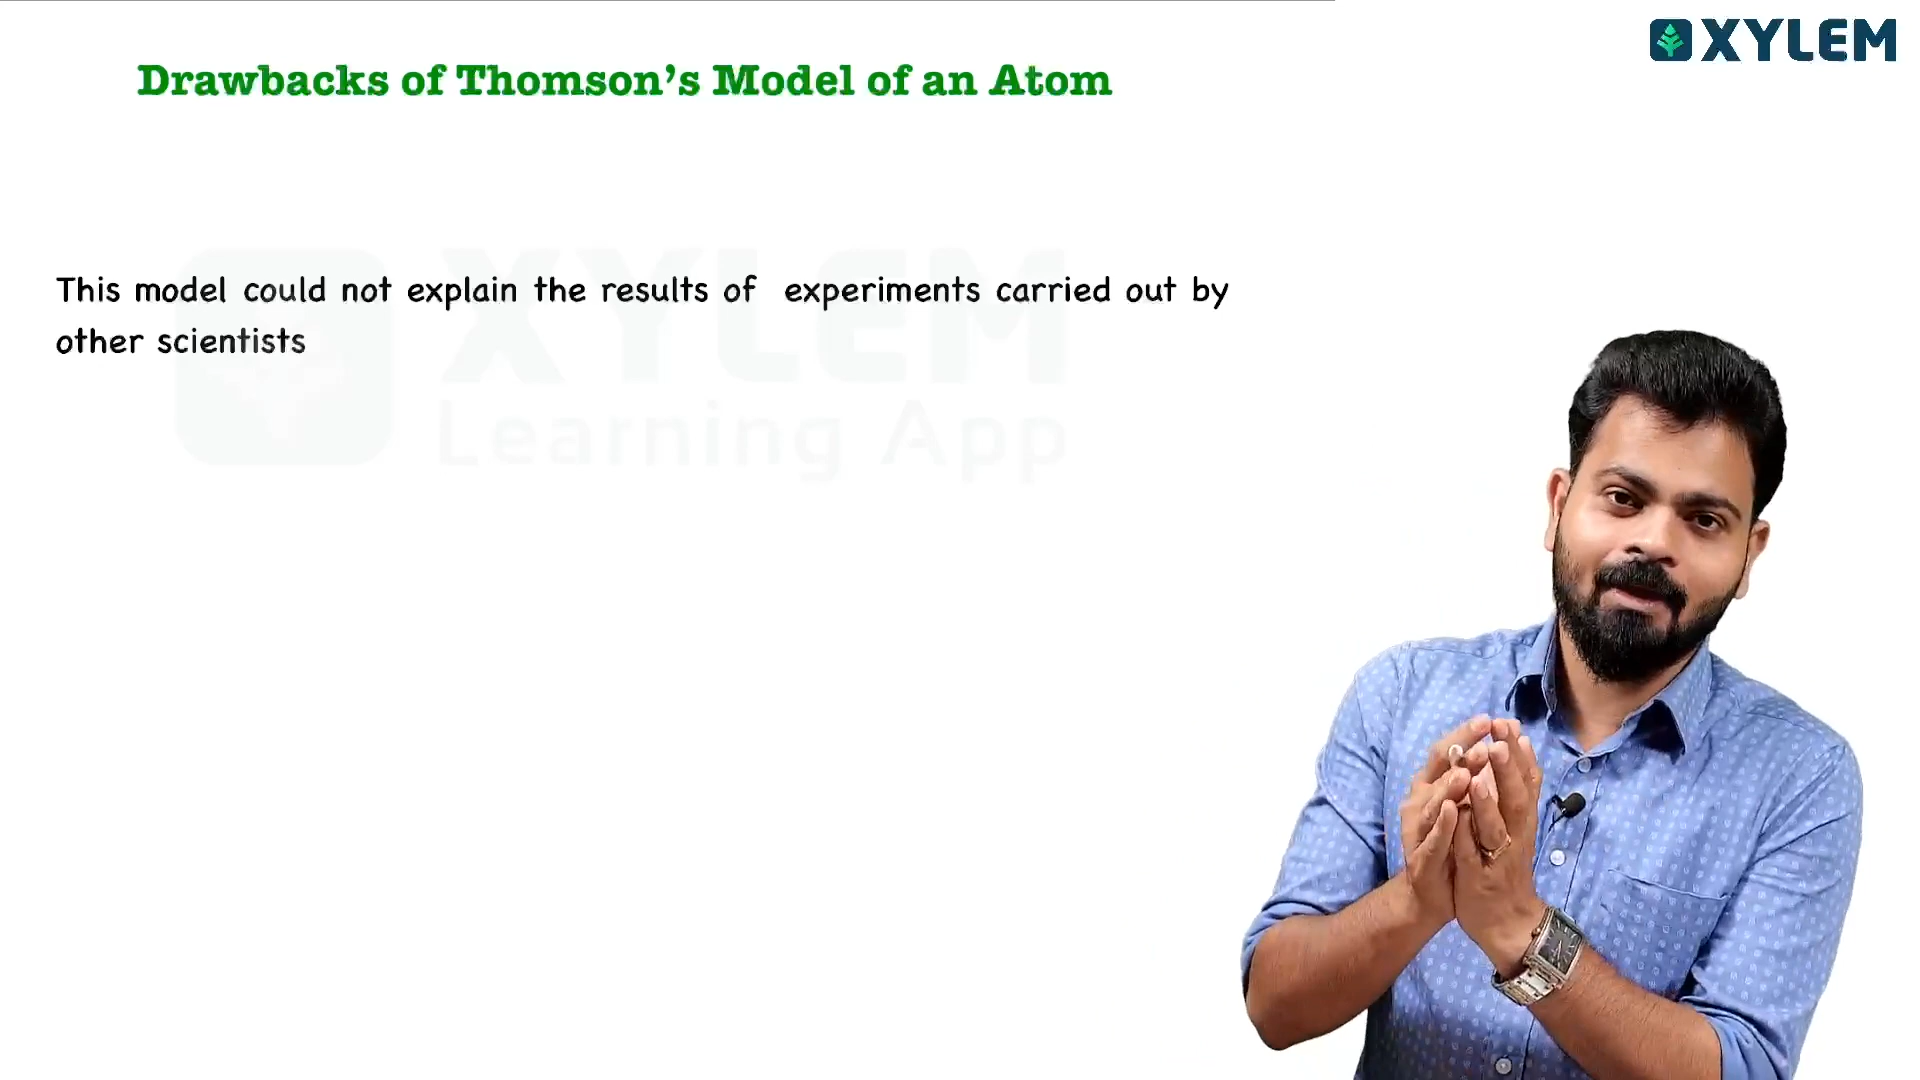 XYLEM
Drawbacks of Thomson's Model of an Atom
This model could not explain the results of experiments carried out by
other scientists
XYLEM
Learning App